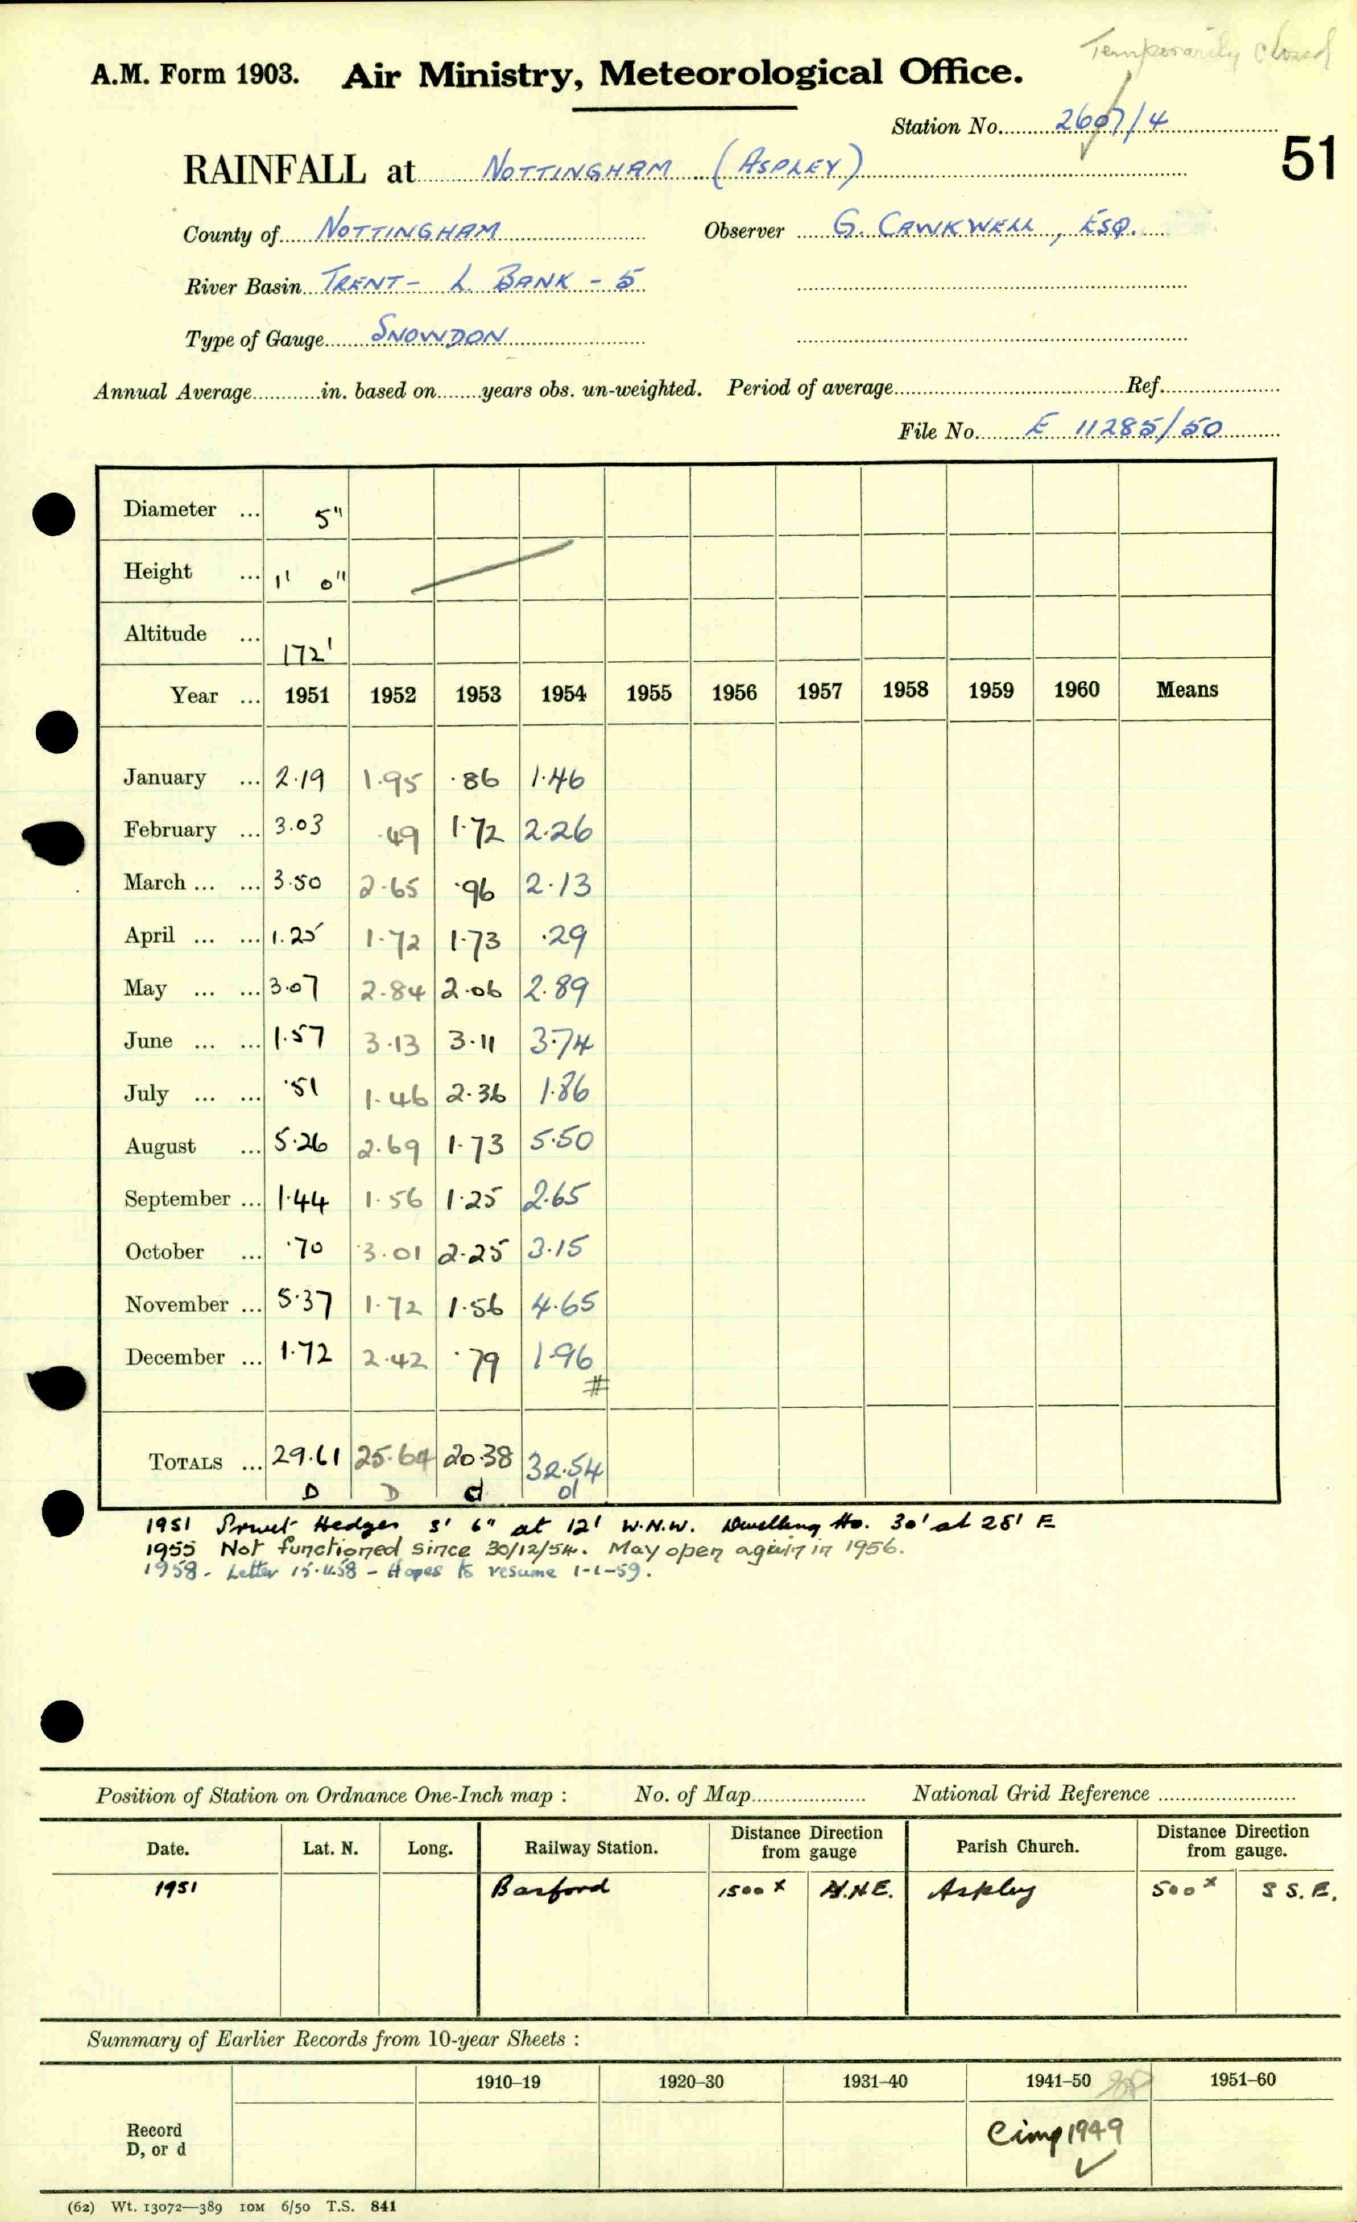 Temporarily closed
A.M. Form 1903. Air Ministry, Meteorological Office.
Station No. 2607/4
51
RAINFALL at NOTTINGHAM (ASPLEY)
County of NOTTINGHAM Observer G. CAWKWELL, ESQ.
River Basin TRENT - L. BANK - 5
Type of Gauge SNOWDON
Annual Average in. based on years obs. un-weighted. Period of average Ref.
File No. E 11285/50
Diameter ... 5"
Height ... 1' 0"
Altitude ... 172'
Year ... 1951 1952 1953 1954 1955 1956 1957 1958 1959 1960 Means
January ... 2.19 1.95 .86 1.46
February ... 3.03 .49 1.72 2.26
March ... ... 3.50 2.65 .96 2.13
April ... ... 1.25 1.72 1.73 .29
May ... ... 3.07 2.84 2.06 2.89
June ... ... 1.57 3.13 3.11 3.74
July ... ... .51 1.46 2.36 1.86
August ... 5.26 2.69 1.73 5.50
September ... 1.44 1.56 1.25 2.65
October ... .70 3.01 2.25 3.15
November ... 5.37 1.72 1.56 4.65
December ... 1.72 2.42 .79 1.96
#
TOTALS ... 29.61 25.64 20.38 32.54
D D d d
1951 Privet Hedges 3' 6" at 12' W.N.W. Dwelling Ho. 30' at 28' E
1955 Not functioned since 30/12/54. May open again in 1956.
1958 - Letter 15.11.58 - Hopes to resume 1-1-59.
Position of Station on Ordnance One-Inch map : No. of Map National Grid Reference
Date. Lat. N. Long. Railway Station. Distance Direction from gauge Parish Church. Distance Direction from gauge.
1951 Basford 1500 x N.N.E. Aspley 500 x S S. E.
Summary of Earlier Records from 10-year Sheets :
1910–19 1920–30 1931–40 1941–50 1951–60
Record
D, or d
1949
(62) Wt. 13072—389 10M 6/50 T.S. 841